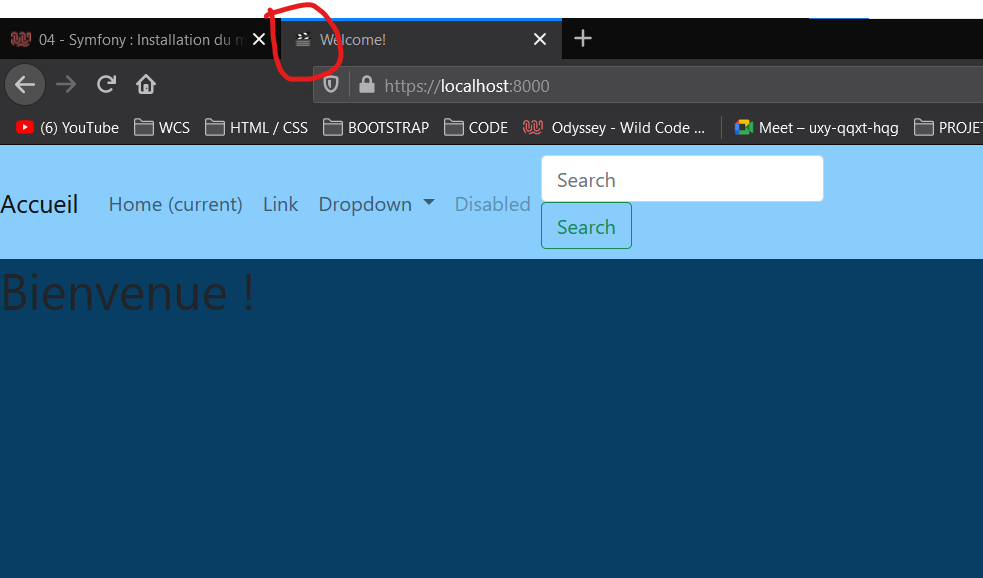 04 - Symfony : Installation du m
Welcome!
https://localhost:8000
(6) YouTube WCS HTML / CSS BOOTSTRAP CODE Odyssey - Wild Code ... Meet – uxy-qqxt-hqg PROJET
Accueil Home (current) Link Dropdown Disabled Search
Search
Bienvenue !